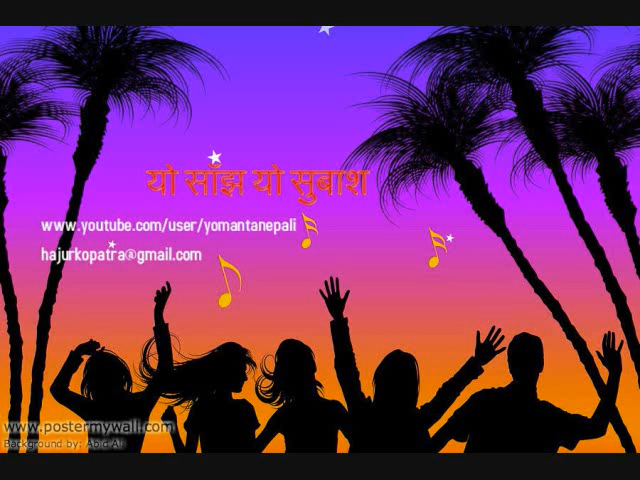 यो साँझ यो सुबाश
www.youtube.com/user/yomantanepali
hajurkopatra@gmail.com
www.postermywall.com
Background by: Abid Ali